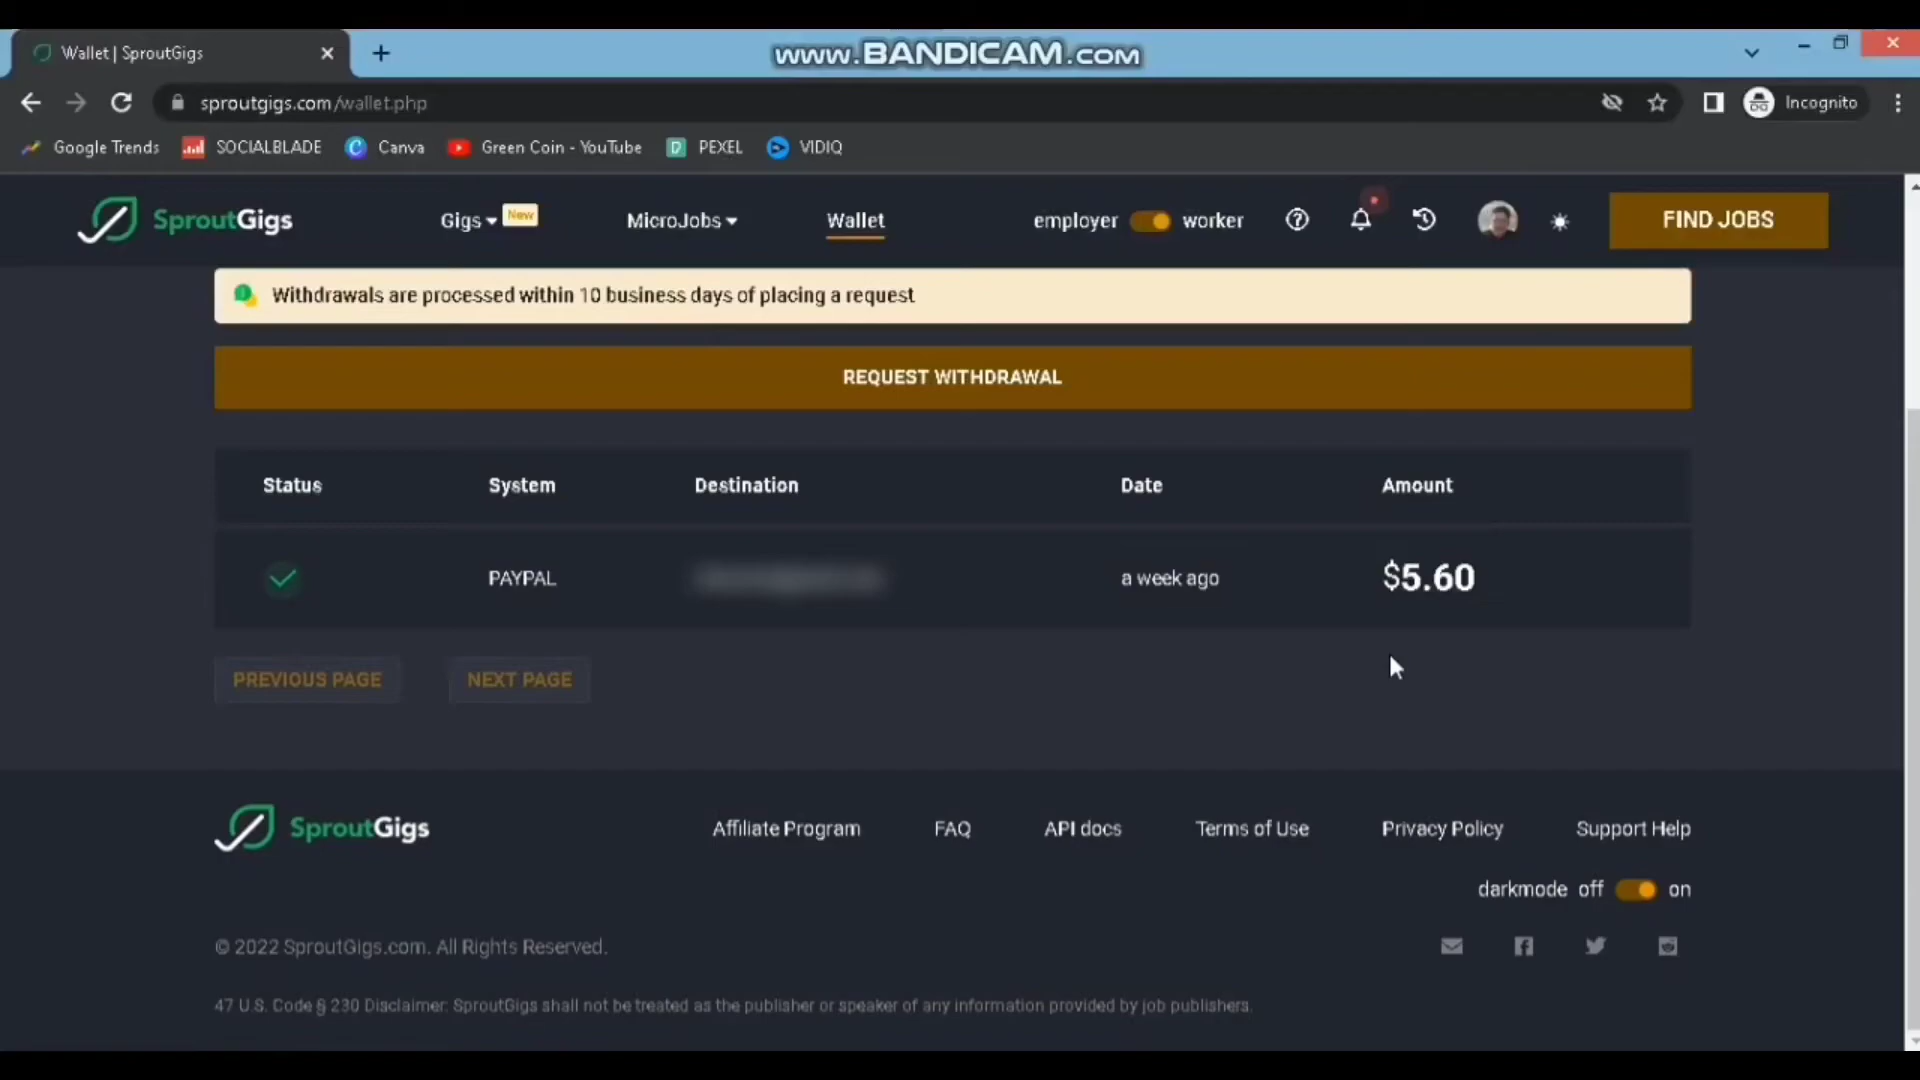 Wallet | SproutGigs
www.BANDICAM.com
sproutgigs.com/wallet.php
Incognito
Google Trends SOCIALBLADE Canva Green Coin - YouTube PEXEL VIDIQ
SproutGigs Gigs New MicroJobs Wallet employer worker FIND JOBS
Withdrawals are processed within 10 business days of placing a request
REQUEST WITHDRAWAL
Status System Destination Date Amount
PAYPAL a week ago $5.60
PREVIOUS PAGE NEXT PAGE
SproutGigs Affiliate Program FAQ API docs Terms of Use Privacy Policy Support Help
darkmode off on
© 2022 SproutGigs.com. All Rights Reserved.
47 U.S. Code § 230 Disclaimer: SproutGigs shall not be treated as the publisher or speaker of any information provided by job publishers.